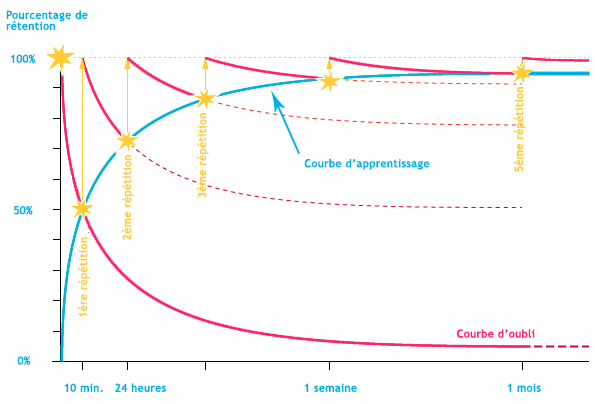 Pourcentage de
rétention
100%
50%
0%
1ère répétition
2ème répétition
3ème répétition
5ème répétition
Courbe d'apprentissage
Courbe d'oubli
10 min.
24 heures
1 semaine
1 mois